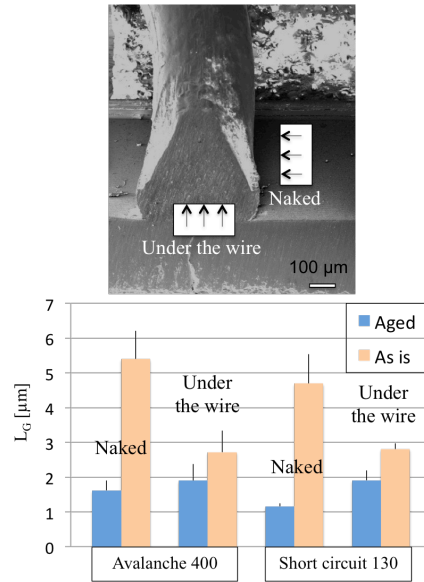 Naked
Under the wire
100 µm
7
6
5
4
3
2
1
0
L_G [µm]
Aged
As is
Naked
Under
the wire
Naked
Under
the wire
Avalanche 400
Short circuit 130